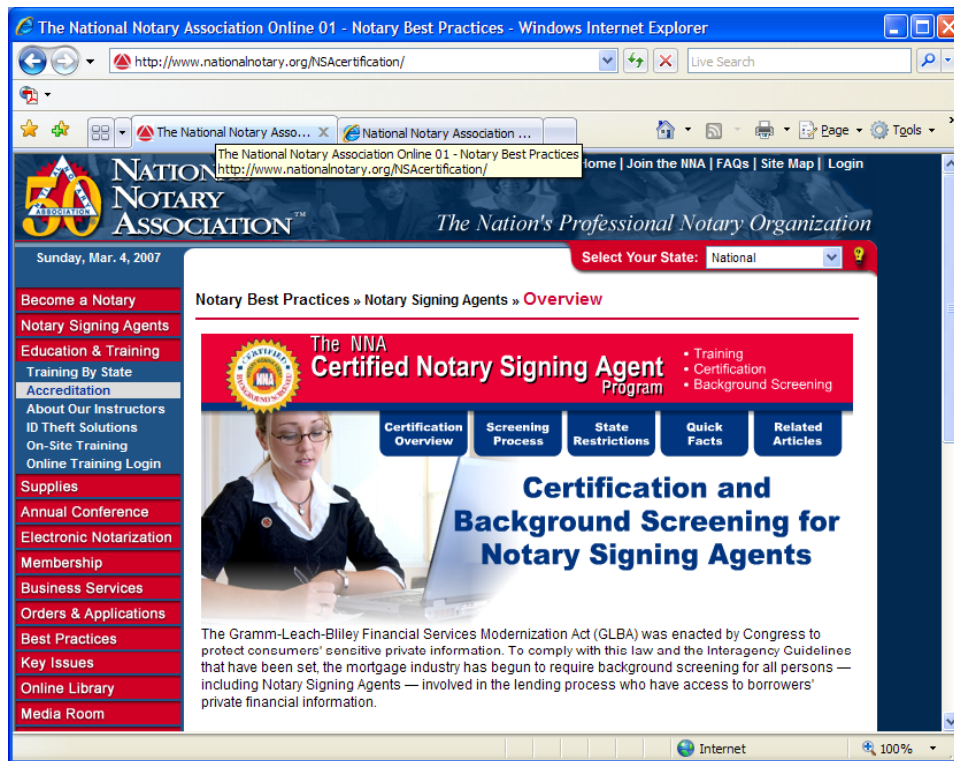 The National Notary Association Online 01 - Notary Best Practices - Windows Internet Explorer
http://www.nationalnotary.org/NSAcertification/
Live Search
The National Notary Asso...
National Notary Association ...
Page
Tools
The National Notary Association Online 01 - Notary Best Practices
http://www.nationalnotary.org/NSAcertification/
Home | Join the NNA | FAQs | Site Map | Login
50
ASSOCIATION
NATIONAL
NOTARY
ASSOCIATION™
The Nation's Professional Notary Organization
Sunday, Mar. 4, 2007
Select Your State: National
Become a Notary
Notary Signing Agents
Education & Training
Training By State
Accreditation
About Our Instructors
ID Theft Solutions
On-Site Training
Online Training Login
Supplies
Annual Conference
Electronic Notarization
Membership
Business Services
Orders & Applications
Best Practices
Key Issues
Online Library
Media Room
Notary Best Practices » Notary Signing Agents » Overview
CERTIFIED
NNA
BACKGROUND SCREENED
The NNA
Certified Notary Signing Agent
Program
• Training
• Certification
• Background Screening
Certification Overview
Screening Process
State Restrictions
Quick Facts
Related Articles
Certification and
Background Screening for
Notary Signing Agents
The Gramm-Leach-Bliley Financial Services Modernization Act (GLBA) was enacted by Congress to
protect consumers' sensitive private information. To comply with this law and the Interagency Guidelines
that have been set, the mortgage industry has begun to require background screening for all persons —
including Notary Signing Agents — involved in the lending process who have access to borrowers'
private financial information.
Internet
100%